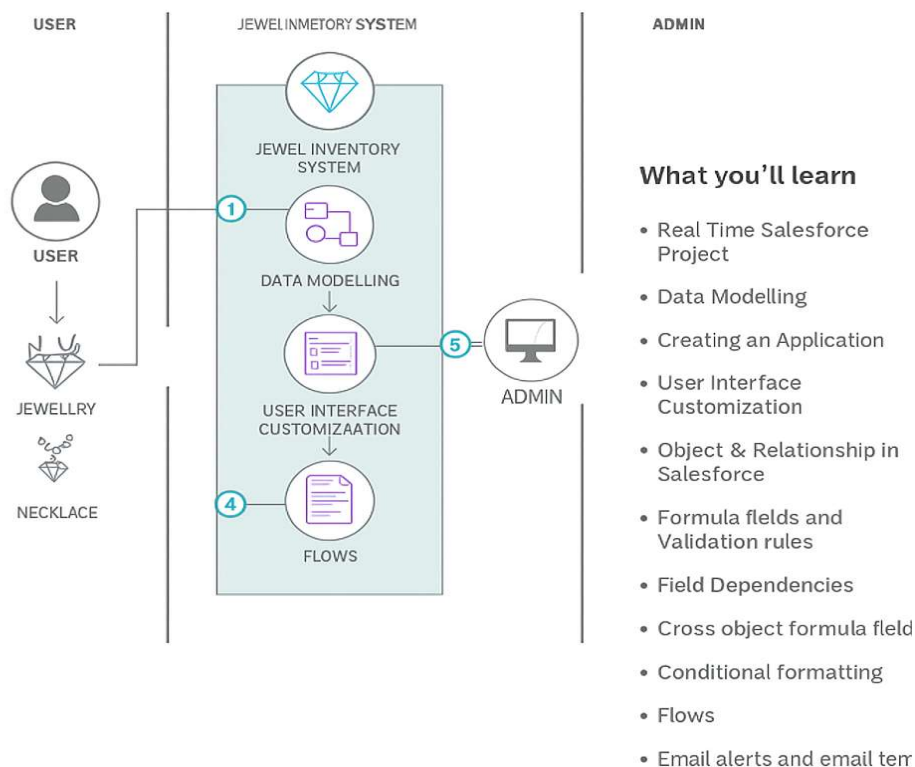 USER
JEWELINMETORY SYSTEM
ADMIN
JEWEL INVENTORY
SYSTEM
1
USER
DATA MODELLING
5
ADMIN
JEWELLRY
USER INTERFACE
CUSTOMIZAATION
NECKLACE
4
FLOWS
What you’ll learn
• Real Time Salesforce
Project
• Data Modelling
• Creating an Application
• User Interface
Customization
• Object & Relationship in
Salesforce
• Formula fields and
Validation rules
• Field Dependencies
• Cross object formula field
• Conditional formatting
• Flows
• Email alerts and email tem